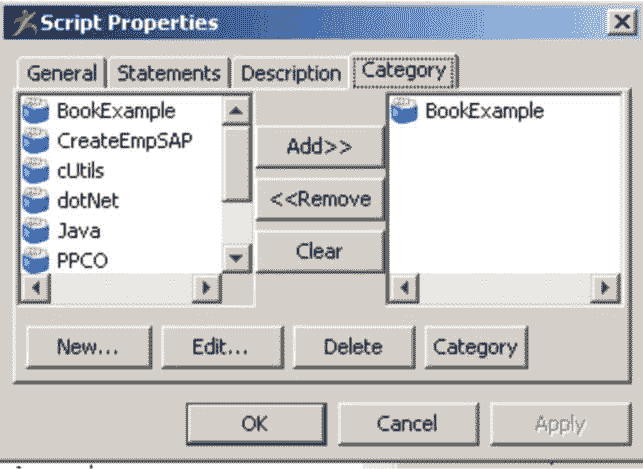 Script Properties
General Statements Description Category
BookExample
CreateEmpSAP
cUtils
dotNet
Java
PPCO
Add>>
<<Remove
Clear
BookExample
New... Edit... Delete Category
OK Cancel Apply